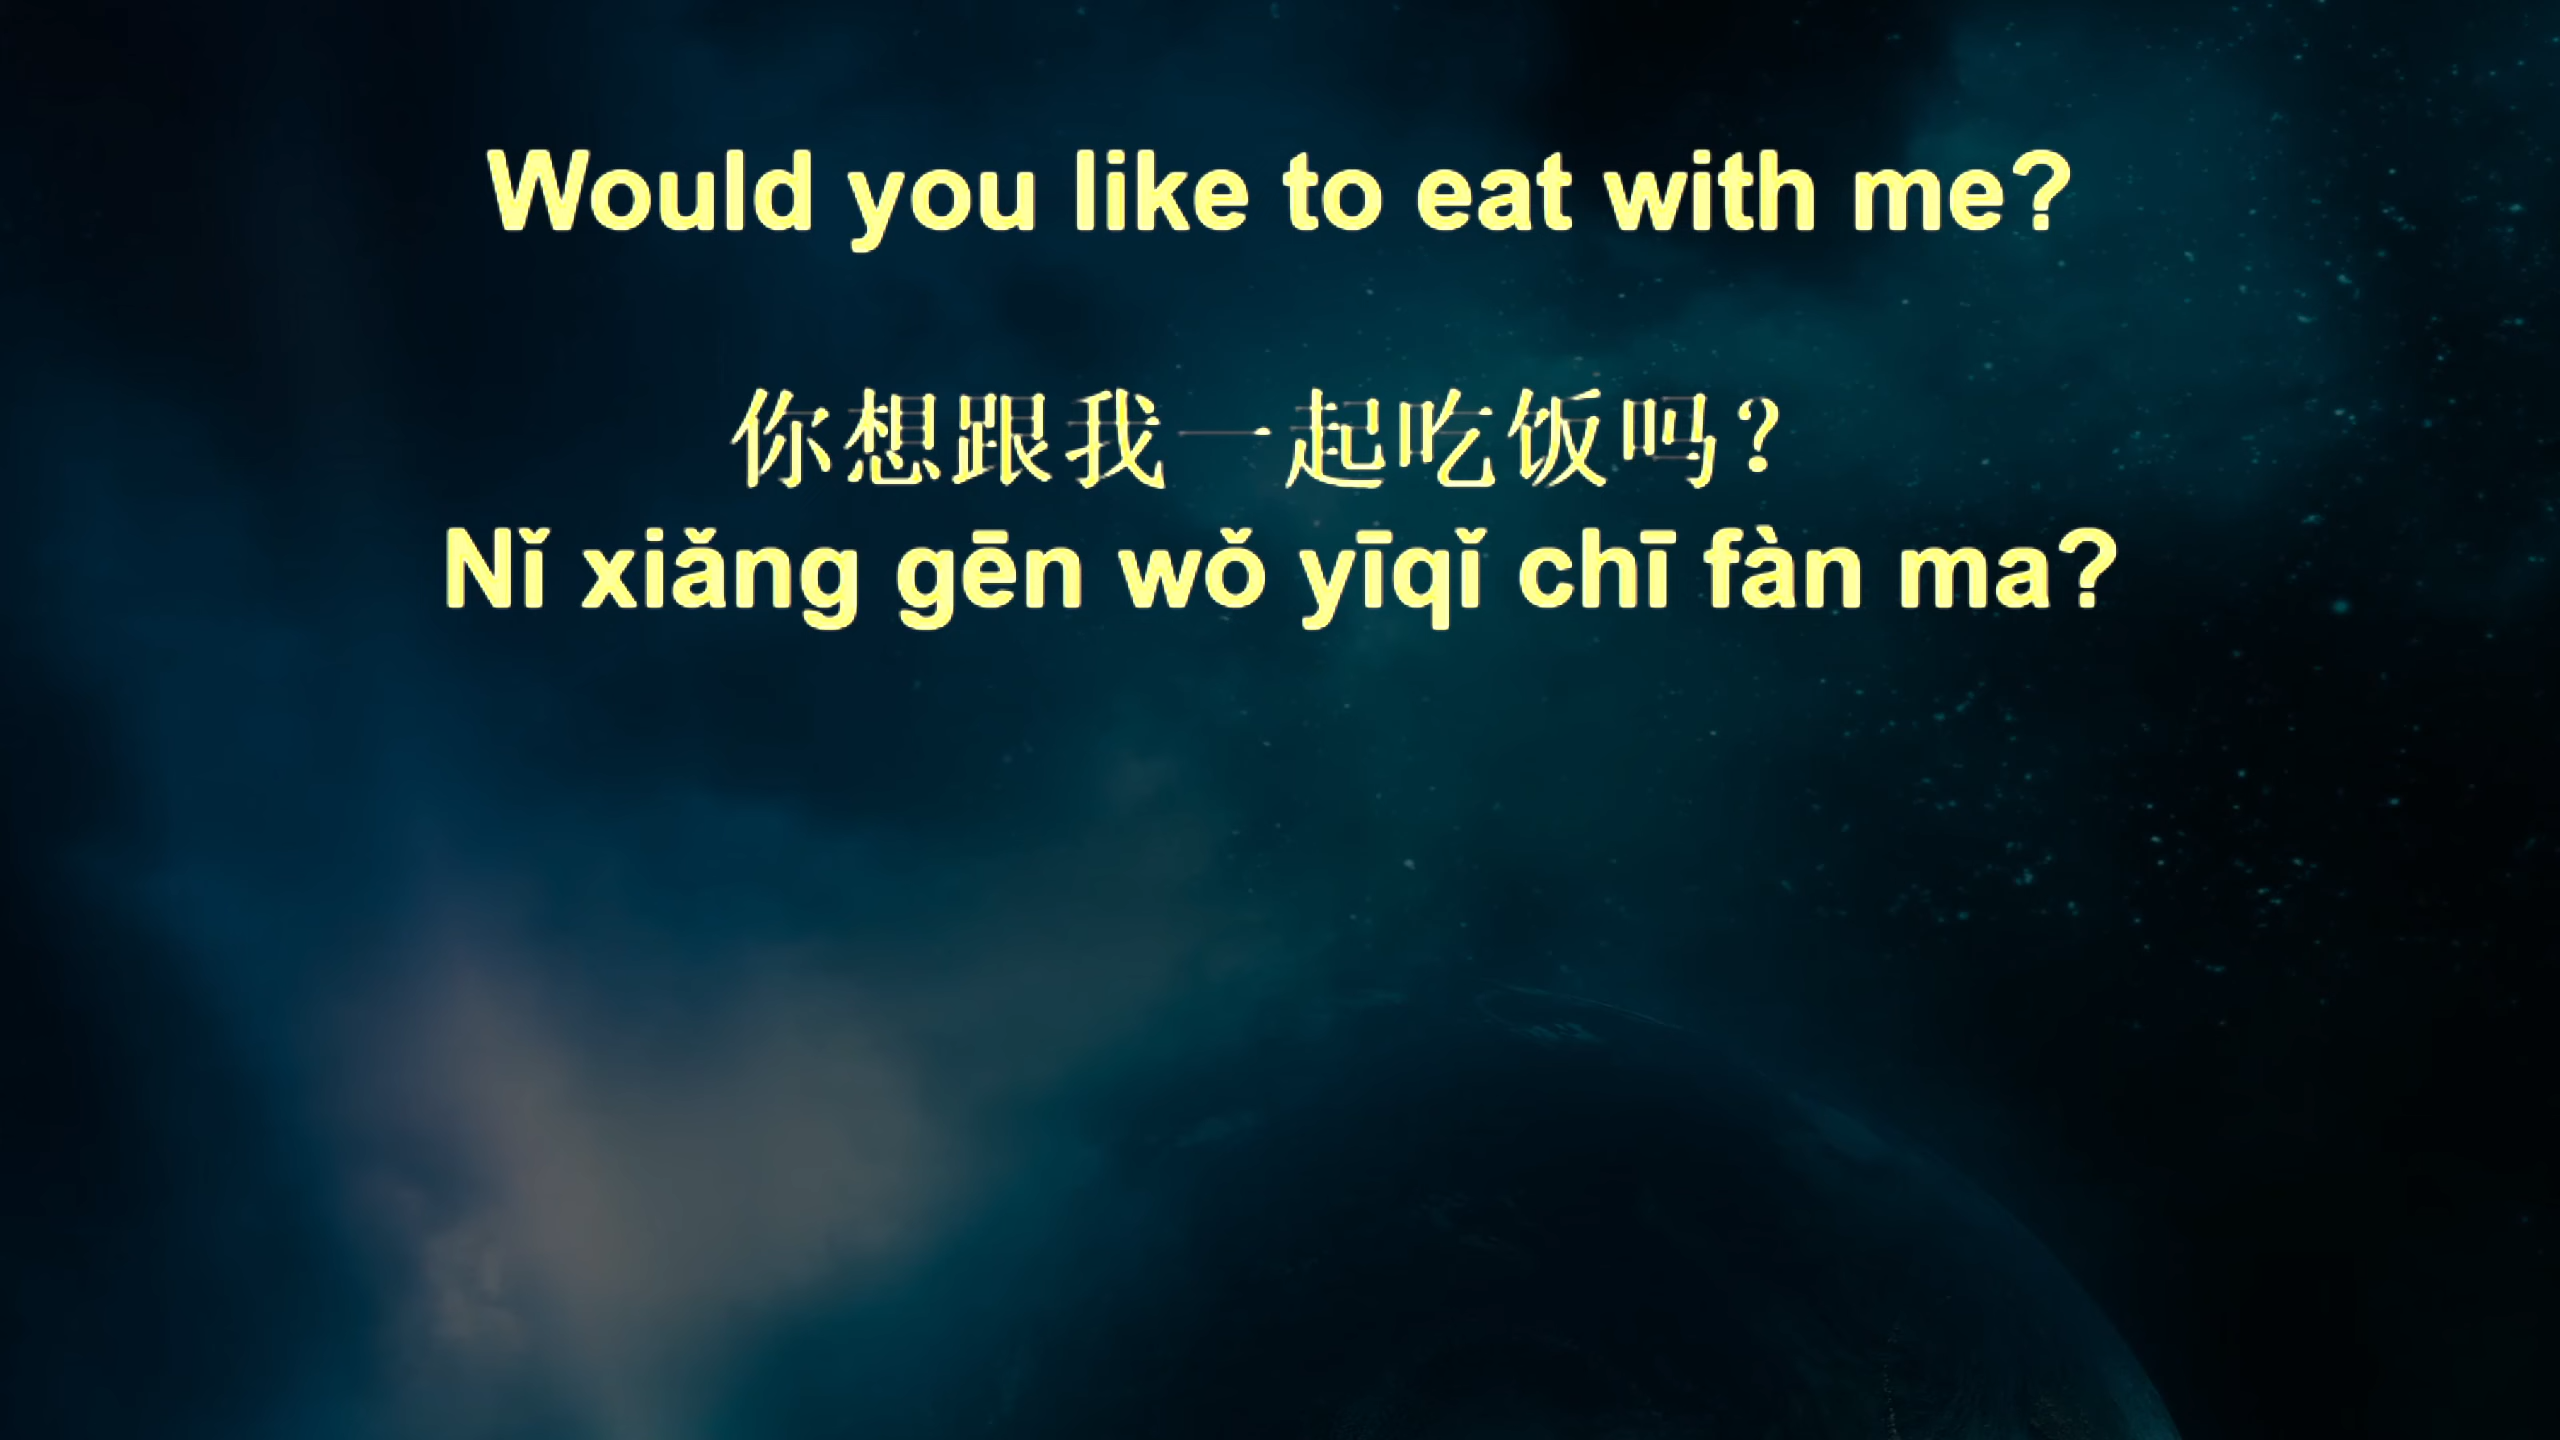 Would you like to eat with me?
你想跟我一起吃饭吗？
Nǐ xiǎng gēn wǒ yīqǐ chī fàn ma?